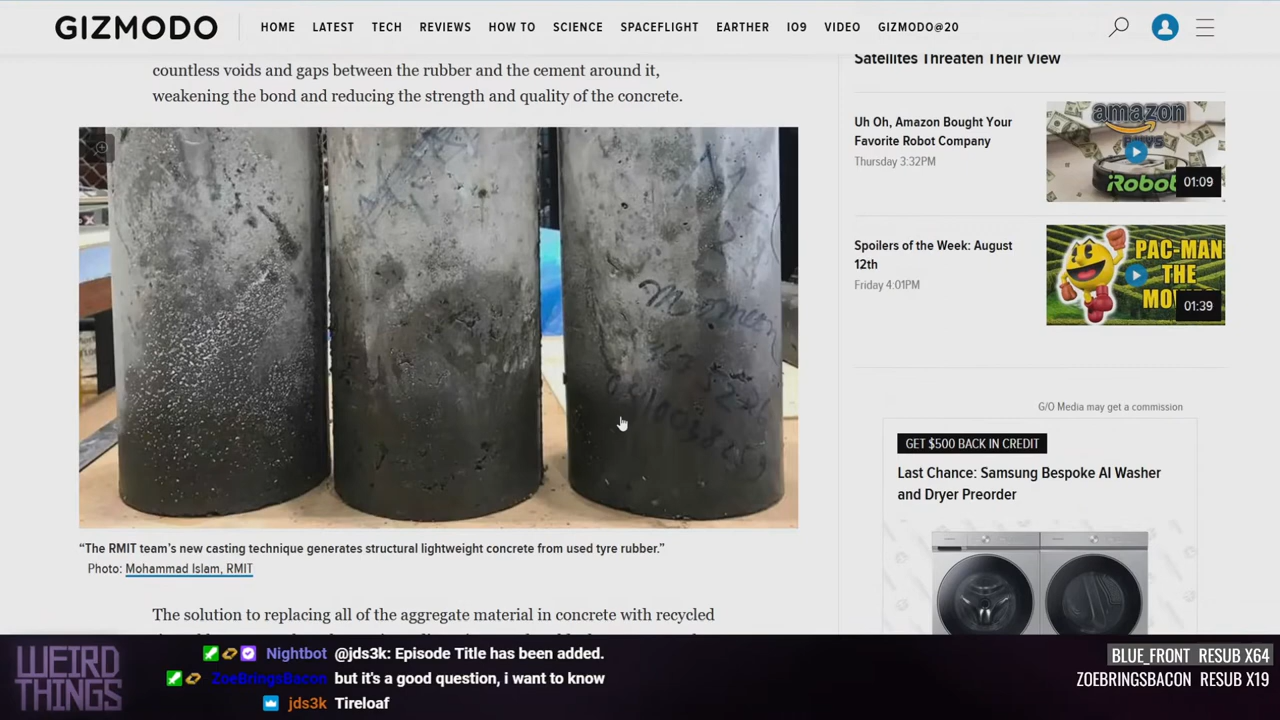 GIZMODO
HOME LATEST TECH REVIEWS HOW TO SCIENCE SPACEFLIGHT EARTHER IO9 VIDEO GIZMODO@20
countless voids and gaps between the rubber and the cement around it,
weakening the bond and reducing the strength and quality of the concrete.
“The RMIT team’s new casting technique generates structural lightweight concrete from used tyre rubber.”
Photo: Mohammad Islam, RMIT
The solution to replacing all of the aggregate material in concrete with recycled
Satellites Threaten Their View
Uh Oh, Amazon Bought Your
Favorite Robot Company
Thursday 3:32PM
amazon
BUYS
iRobot
01:09
Spoilers of the Week: August
12th
Friday 4:01PM
PAC-MAN
THE
01:39
G/O Media may get a commission
GET $500 BACK IN CREDIT
Last Chance: Samsung Bespoke AI Washer
and Dryer Preorder
WEIRD
THINGS
Nightbot @jds3k: Episode Title has been added.
ZoeBringsBacon but it's a good question, i want to know
jds3k Tireloaf
BLUE_FRONT RESUB X64
ZOEBRINGSBACON RESUB X19